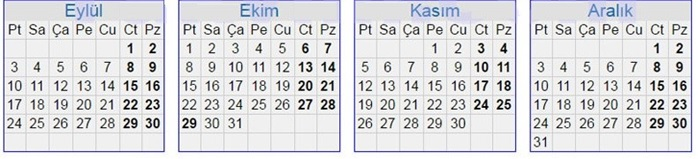 Eylül
Pt Sa Ça Pe Cu Ct Pz
1 2
3 4 5 6 7 8 9
10 11 12 13 14 15 16
17 18 19 20 21 22 23
24 25 26 27 28 29 30
Ekim
Pt Sa Ça Pe Cu Ct Pz
1 2 3 4 5 6 7
8 9 10 11 12 13 14
15 16 17 18 19 20 21
22 23 24 25 26 27 28
29 30 31
Kasım
Pt Sa Ça Pe Cu Ct Pz
1 2 3 4
5 6 7 8 9 10 11
12 13 14 15 16 17 18
19 20 21 22 23 24 25
26 27 28 29 30
Aralık
Pt Sa Ça Pe Cu Ct Pz
1 2
3 4 5 6 7 8 9
10 11 12 13 14 15 16
17 18 19 20 21 22 23
24 25 26 27 28 29 30
31